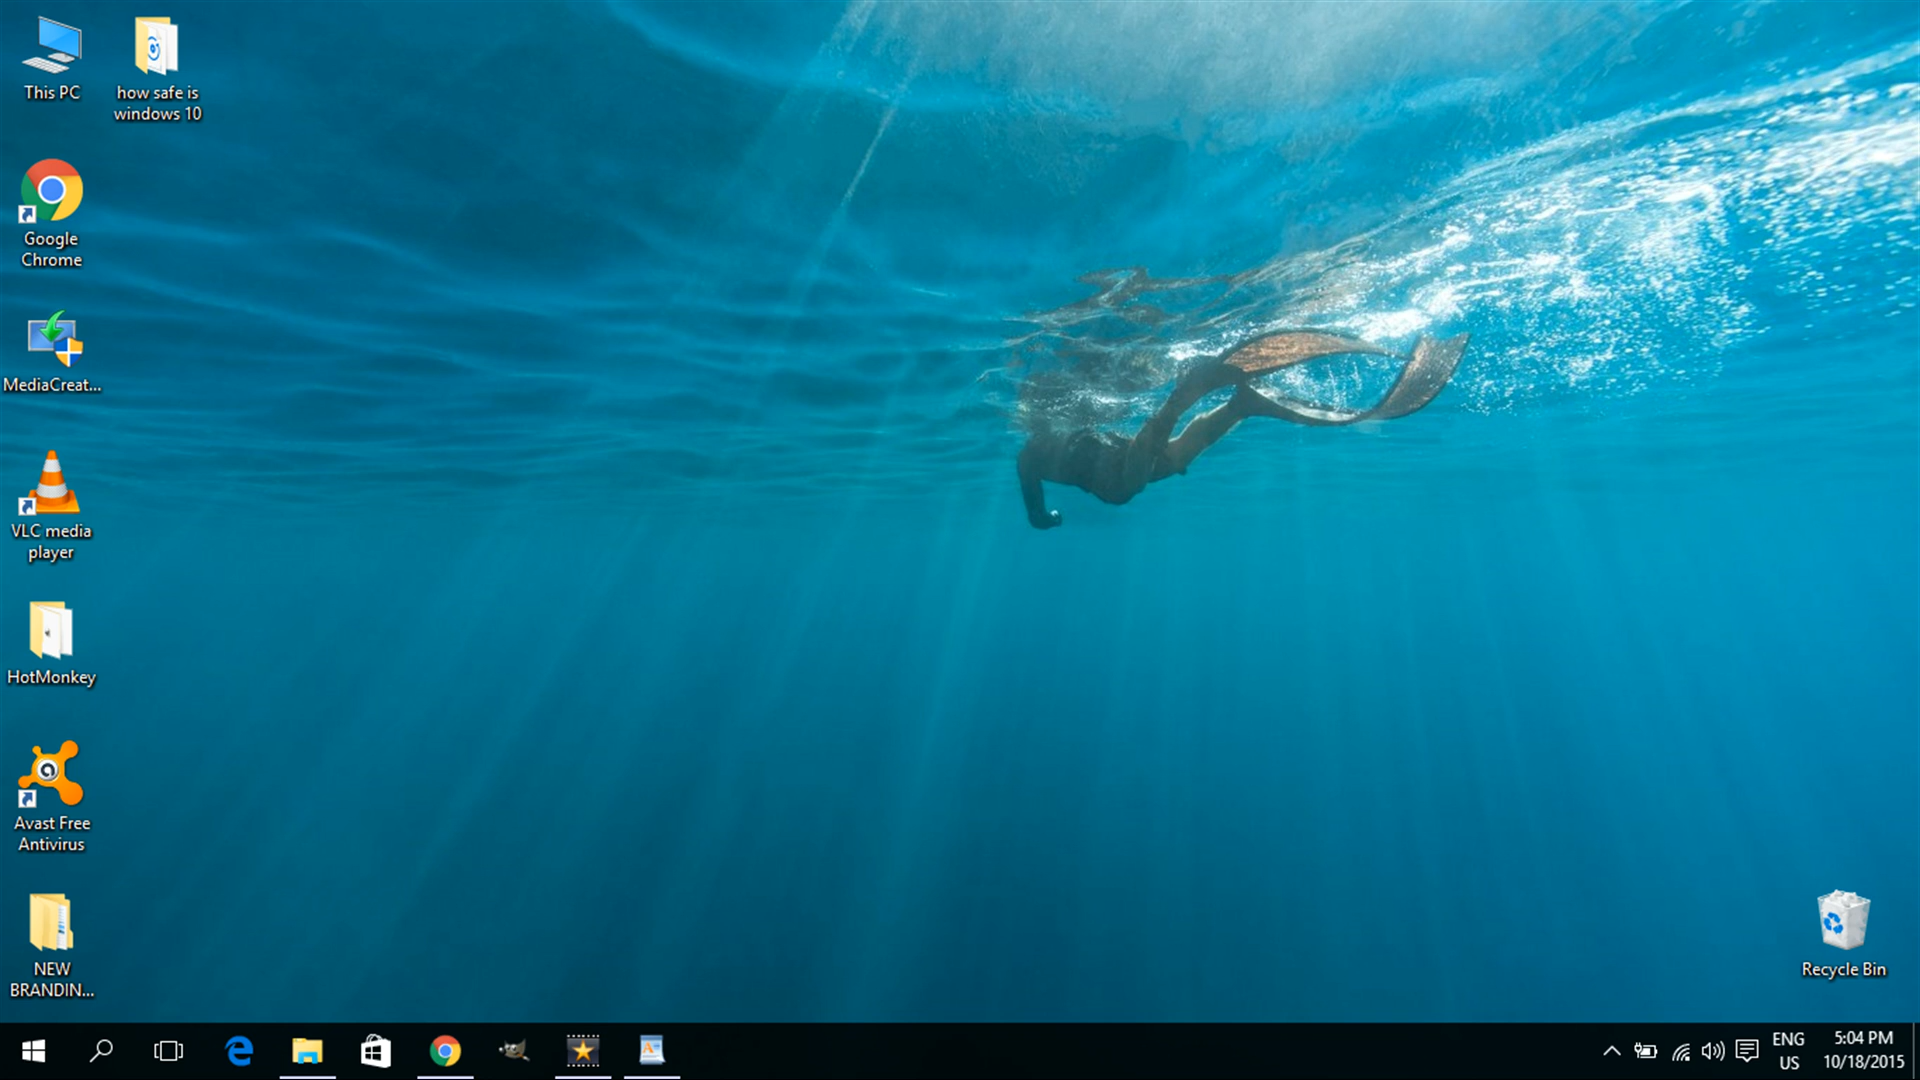 This PC
how safe is
windows 10
Google
Chrome
MediaCreat...
VLC media
player
HotMonkey
Avast Free
Antivirus
NEW
BRANDIN...
Recycle Bin
ENG
US
5:04 PM
10/18/2015